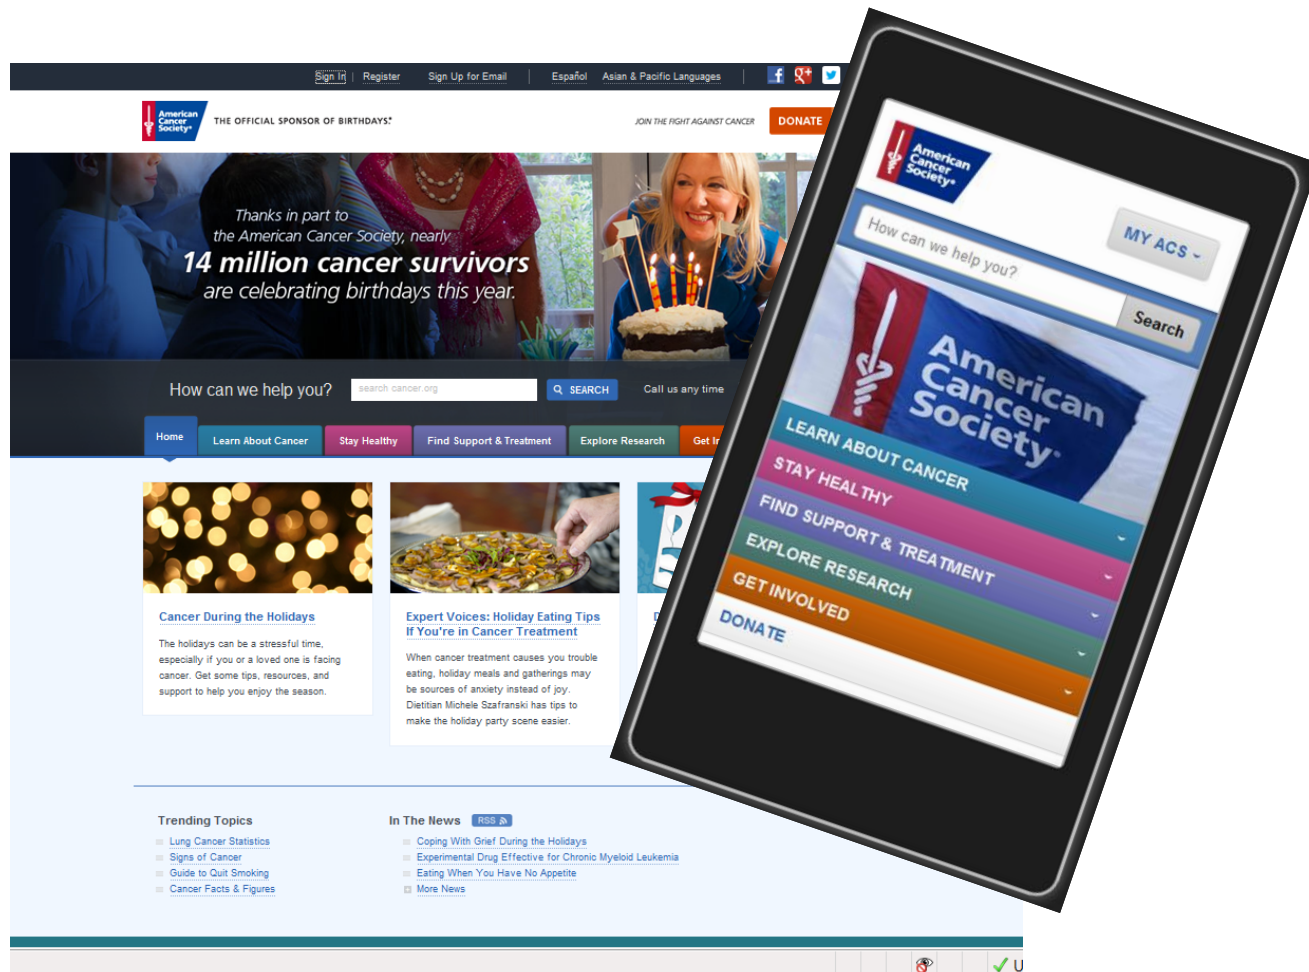 Sign In | Register
Sign Up for Email
Español
Asian & Pacific Languages
American
Cancer
Society®
THE OFFICIAL SPONSOR OF BIRTHDAYS.®
JOIN THE FIGHT AGAINST CANCER
DONATE
Thanks in part to
the American Cancer Society, nearly
14 million cancer survivors
are celebrating birthdays this year.
How can we help you?
search cancer.org
SEARCH
Call us any time
Home
Learn About Cancer
Stay Healthy
Find Support & Treatment
Explore Research
Get
Cancer During the Holidays
The holidays can be a stressful time,
especially if you or a loved one is facing
cancer. Get some tips, resources, and
support to help you enjoy the season.
Expert Voices: Holiday Eating Tips
If You're in Cancer Treatment
When cancer treatment causes you trouble
eating, holiday meals and gatherings may
be sources of anxiety instead of joy.
Dietitian Michele Szafranski has tips to
make the holiday party scene easier.
Trending Topics
Lung Cancer Statistics
Signs of Cancer
Guide to Quit Smoking
Cancer Facts & Figures
In The News
RSS
Coping With Grief During the Holidays
Experimental Drug Effective for Chronic Myeloid Leukemia
Eating When You Have No Appetite
More News
American
Cancer
Society®
MY ACS
How can we help you?
Search
American
Cancer
Society®
LEARN ABOUT CANCER
STAY HEALTHY
FIND SUPPORT & TREATMENT
EXPLORE RESEARCH
GET INVOLVED
DONATE